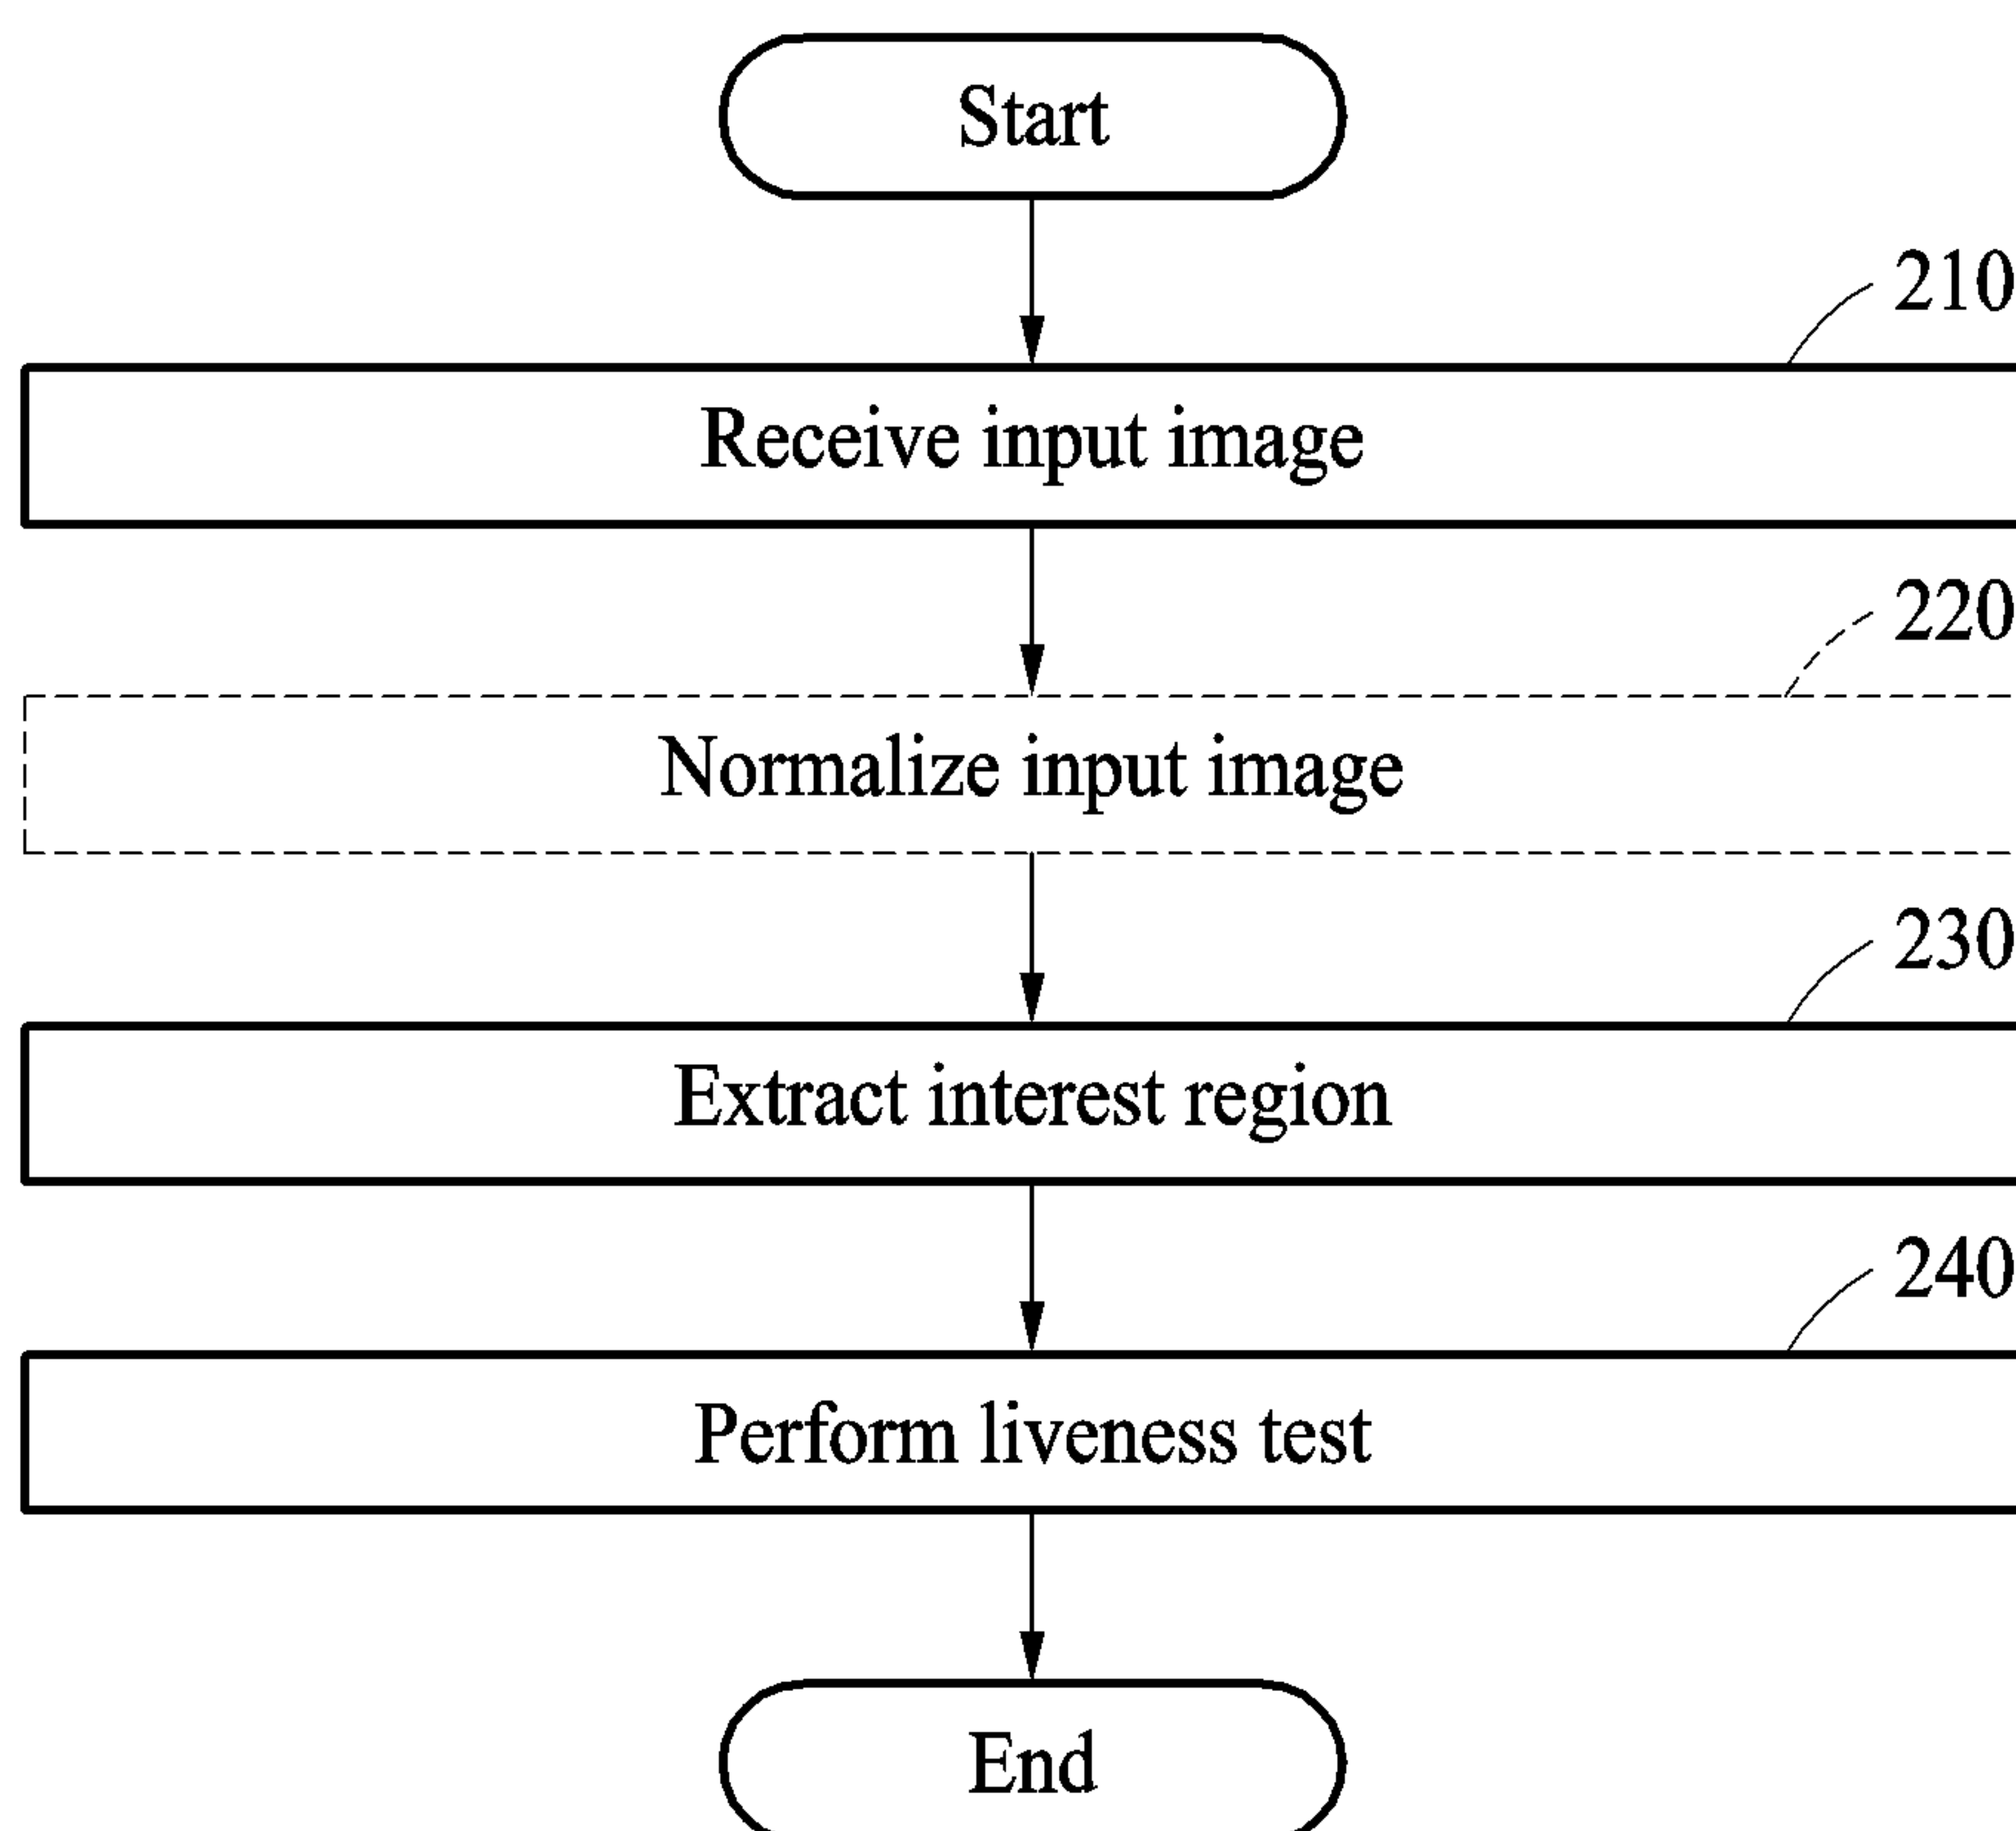 Start
210
Receive input image
220
Normalize input image
230
Extract interest region
240
Perform liveness test
End